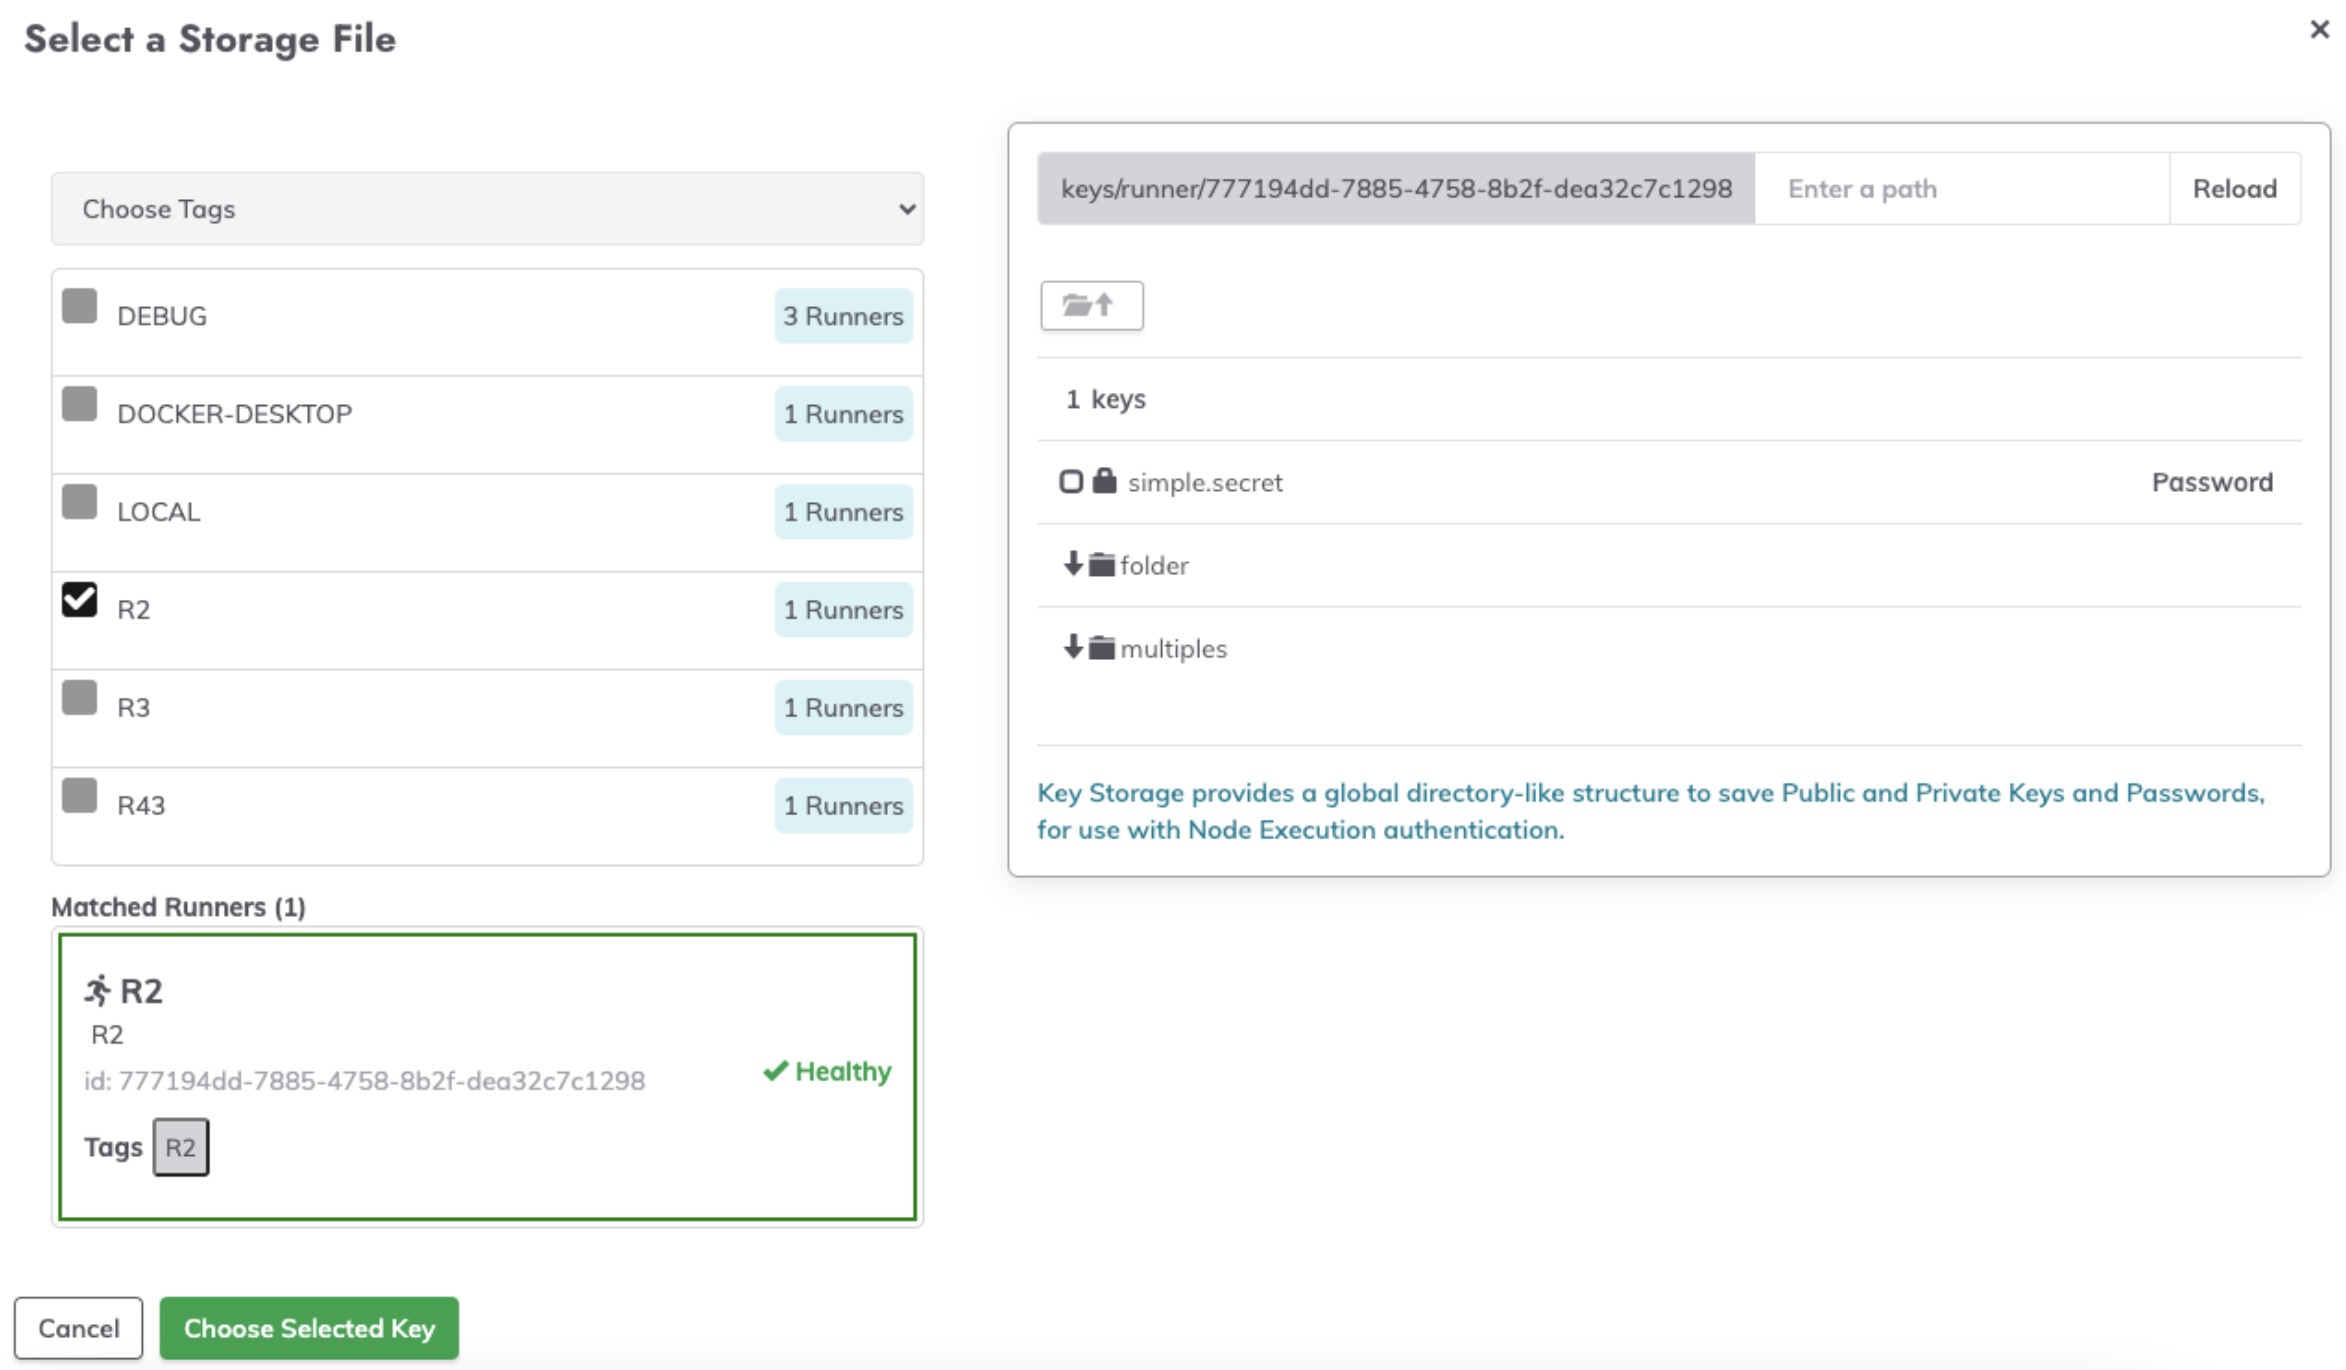 Select a Storage File
Choose Tags
DEBUG 3 Runners
DOCKER-DESKTOP 1 Runners
LOCAL 1 Runners
R2 1 Runners
R3 1 Runners
R43 1 Runners
Matched Runners (1)
R2
R2
id: 777194dd-7885-4758-8b2f-dea32c7c1298
Healthy
Tags R2
keys/runner/777194dd-7885-4758-8b2f-dea32c7c1298 Enter a path Reload
1 keys
simple.secret Password
folder
multiples
Key Storage provides a global directory-like structure to save Public and Private Keys and Passwords,
for use with Node Execution authentication.
Cancel Choose Selected Key